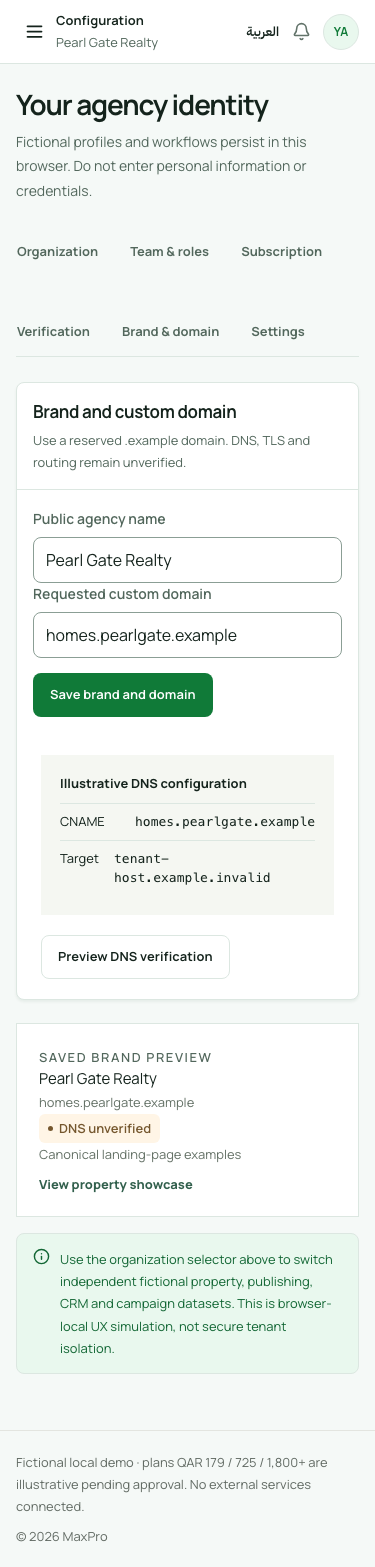 Configuration
Pearl Gate Realty
العربية
YA
Your agency identity
Fictional profiles and workflows persist in this
browser. Do not enter personal information or
credentials.
Organization Team & roles Subscription
Verification Brand & domain Settings
Brand and custom domain
Use a reserved .example domain. DNS, TLS and
routing remain unverified.
Public agency name
Pearl Gate Realty
Requested custom domain
homes.pearlgate.example
Save brand and domain
Illustrative DNS configuration
CNAME homes.pearlgate.example
Target tenant-
host.example.invalid
Preview DNS verification
SAVED BRAND PREVIEW
Pearl Gate Realty
homes.pearlgate.example
DNS unverified
Canonical landing-page examples
View property showcase
Use the organization selector above to switch
independent fictional property, publishing,
CRM and campaign datasets. This is browser-
local UX simulation, not secure tenant
isolation.
Fictional local demo · plans QAR 179 / 725 / 1,800+ are
illustrative pending approval. No external services
connected.
© 2026 MaxPro